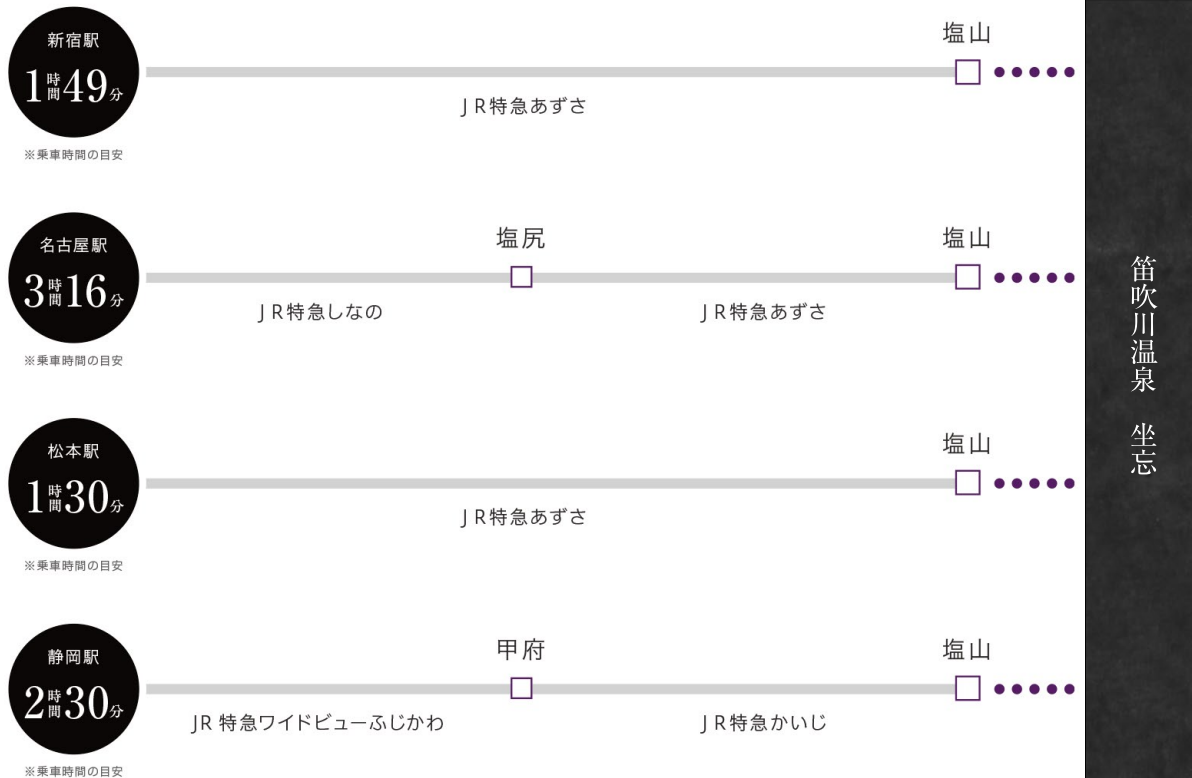 新宿駅
1時間49分
※乗車時間の目安
塩山
JR特急あずさ
名古屋駅
3時間16分
※乗車時間の目安
塩尻
塩山
JR特急しなの
JR特急あずさ
松本駅
1時間30分
※乗車時間の目安
塩山
JR特急あずさ
静岡駅
2時間30分
※乗車時間の目安
甲府
塩山
JR特急ワイドビューふじかわ
JR特急かいじ
笛吹川温泉　坐忘